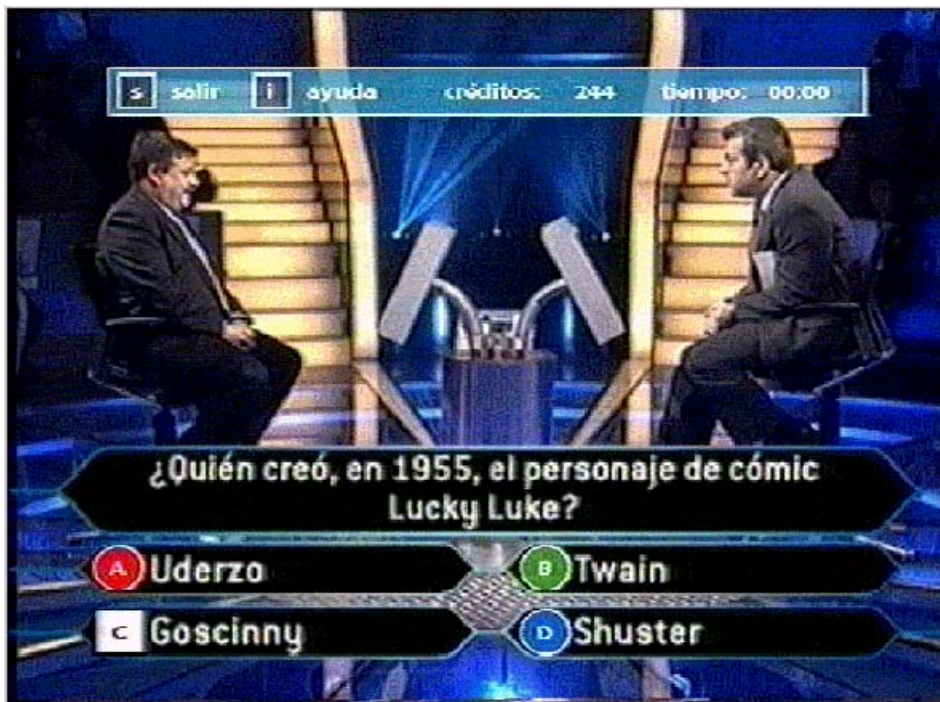 s salir i ayuda créditos: 244 tiempo: 00:00
¿Quién creó, en 1955, el personaje de cómic
Lucky Luke?
A Uderzo
B Twain
C Goscinny
D Shuster